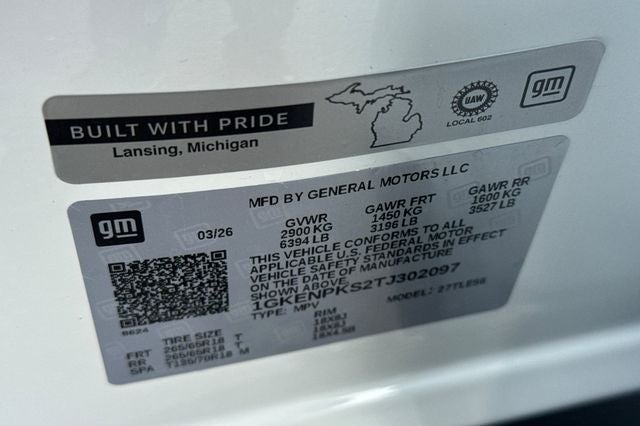 BUILT WITH PRIDE
Lansing, Michigan
UAW
LOCAL 602
gm
gm
MFD BY GENERAL MOTORS LLC
03/26 GVWR GAWR FRT GAWR RR
2900 KG 1450 KG 1600 KG
6394 LB 3196 LB 3527 LB
THIS VEHICLE CONFORMS TO ALL
APPLICABLE U.S. FEDERAL MOTOR
VEHICLE SAFETY STANDARDS IN EFFECT
ON THE DATE OF MANUFACTURE
SHOWN ABOVE.
1GKENPKS2TJ302097
TYPE: MPV MODEL:
TIRE SIZE RIM
FRT 265/65R18 T 18X8J
RR 265/65R18 T 18X8J
SPA T135/70R18 M 18X4.5B